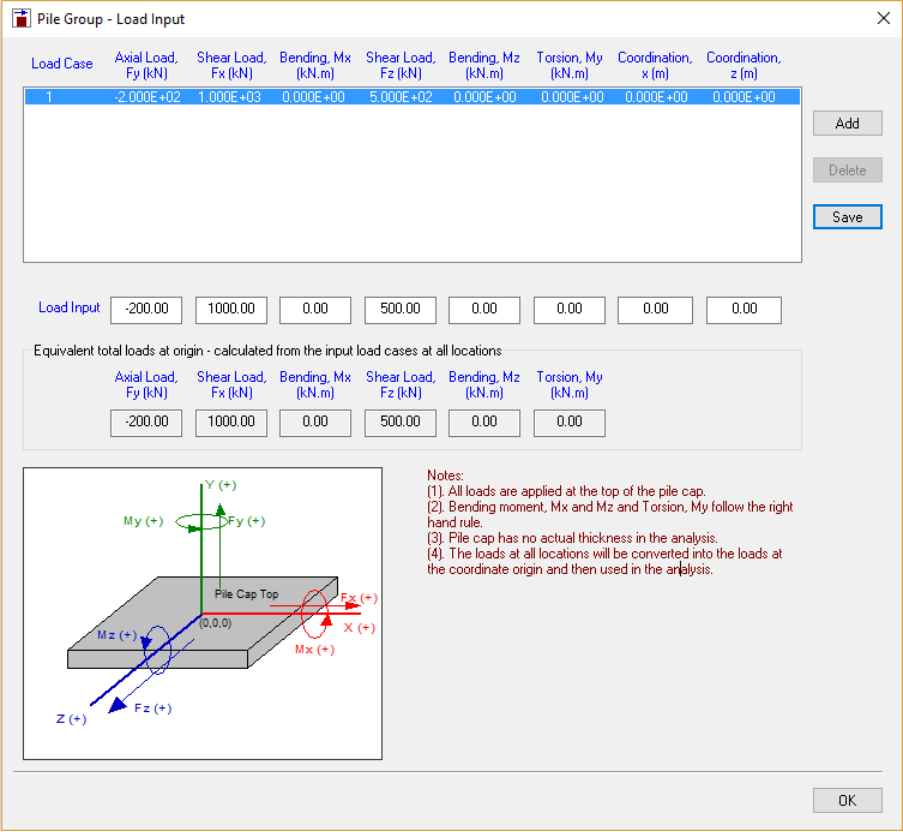 Pile Group - Load Input
Load Case Axial Load, Fy (kN) Shear Load, Fx (kN) Bending, Mx (kN.m) Shear Load, Fz (kN) Bending, Mz (kN.m) Torsion, My (kN.m) Coordination, x (m) Coordination, z (m)
1 -2.000E+02 1.000E+03 0.000E+00 5.000E+02 0.000E+00 0.000E+00 0.000E+00 0.000E+00
Add
Delete
Save
Load Input -200.00 1000.00 0.00 500.00 0.00 0.00 0.00 0.00
Equivalent total loads at origin - calculated from the input load cases at all locations
Axial Load, Fy (kN) Shear Load, Fx (kN) Bending, Mx (kN.m) Shear Load, Fz (kN) Bending, Mz (kN.m) Torsion, My (kN.m)
-200.00 1000.00 0.00 500.00 0.00 0.00
Y (+)
My (+) Fy (+)
Pile Cap Top
Fx (+)
(0,0,0)
X (+)
Mz (+)
Mx (+)
Fz (+)
Z (+)
Notes:
(1). All loads are applied at the top of the pile cap.
(2). Bending moment, Mx and Mz and Torsion, My follow the right
hand rule.
(3). Pile cap has no actual thickness in the analysis.
(4). The loads at all locations will be converted into the loads at
the coordinate origin and then used in the analysis.
OK